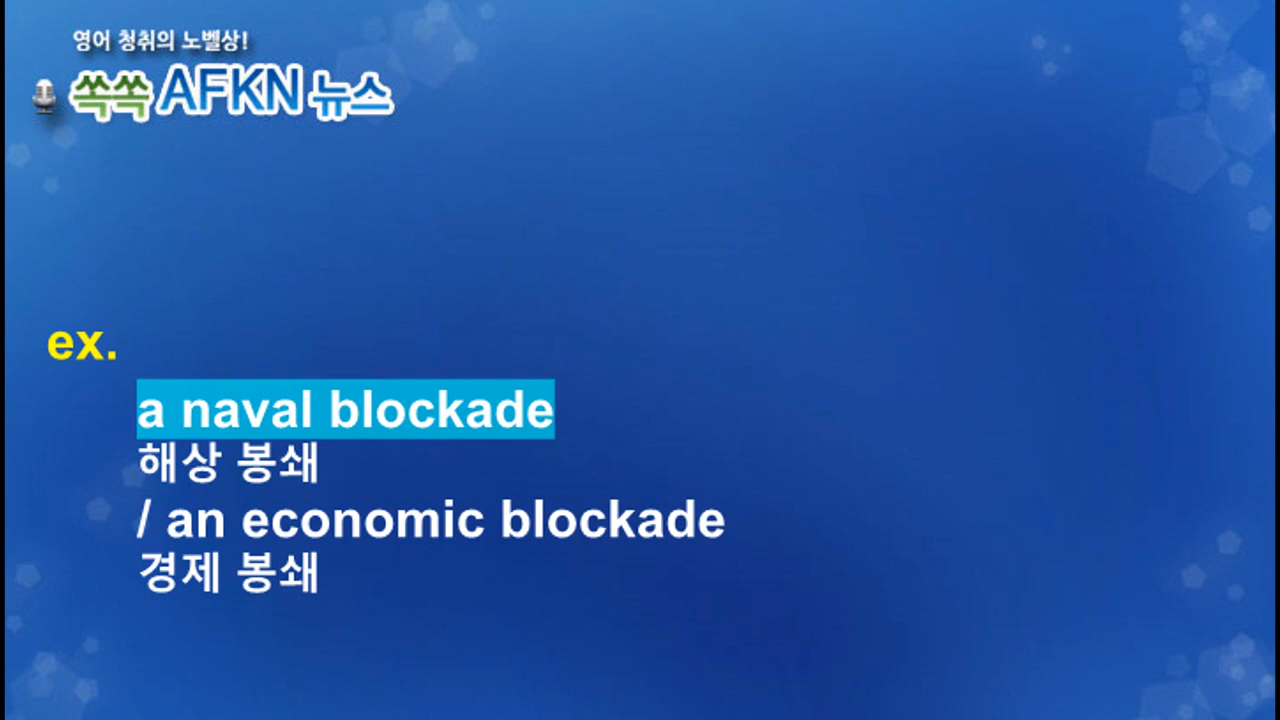 영어 청취의 노벨상!
쏙쏙 AFKN 뉴스
ex.
a naval blockade
해상 봉쇄
/ an economic blockade
경제 봉쇄